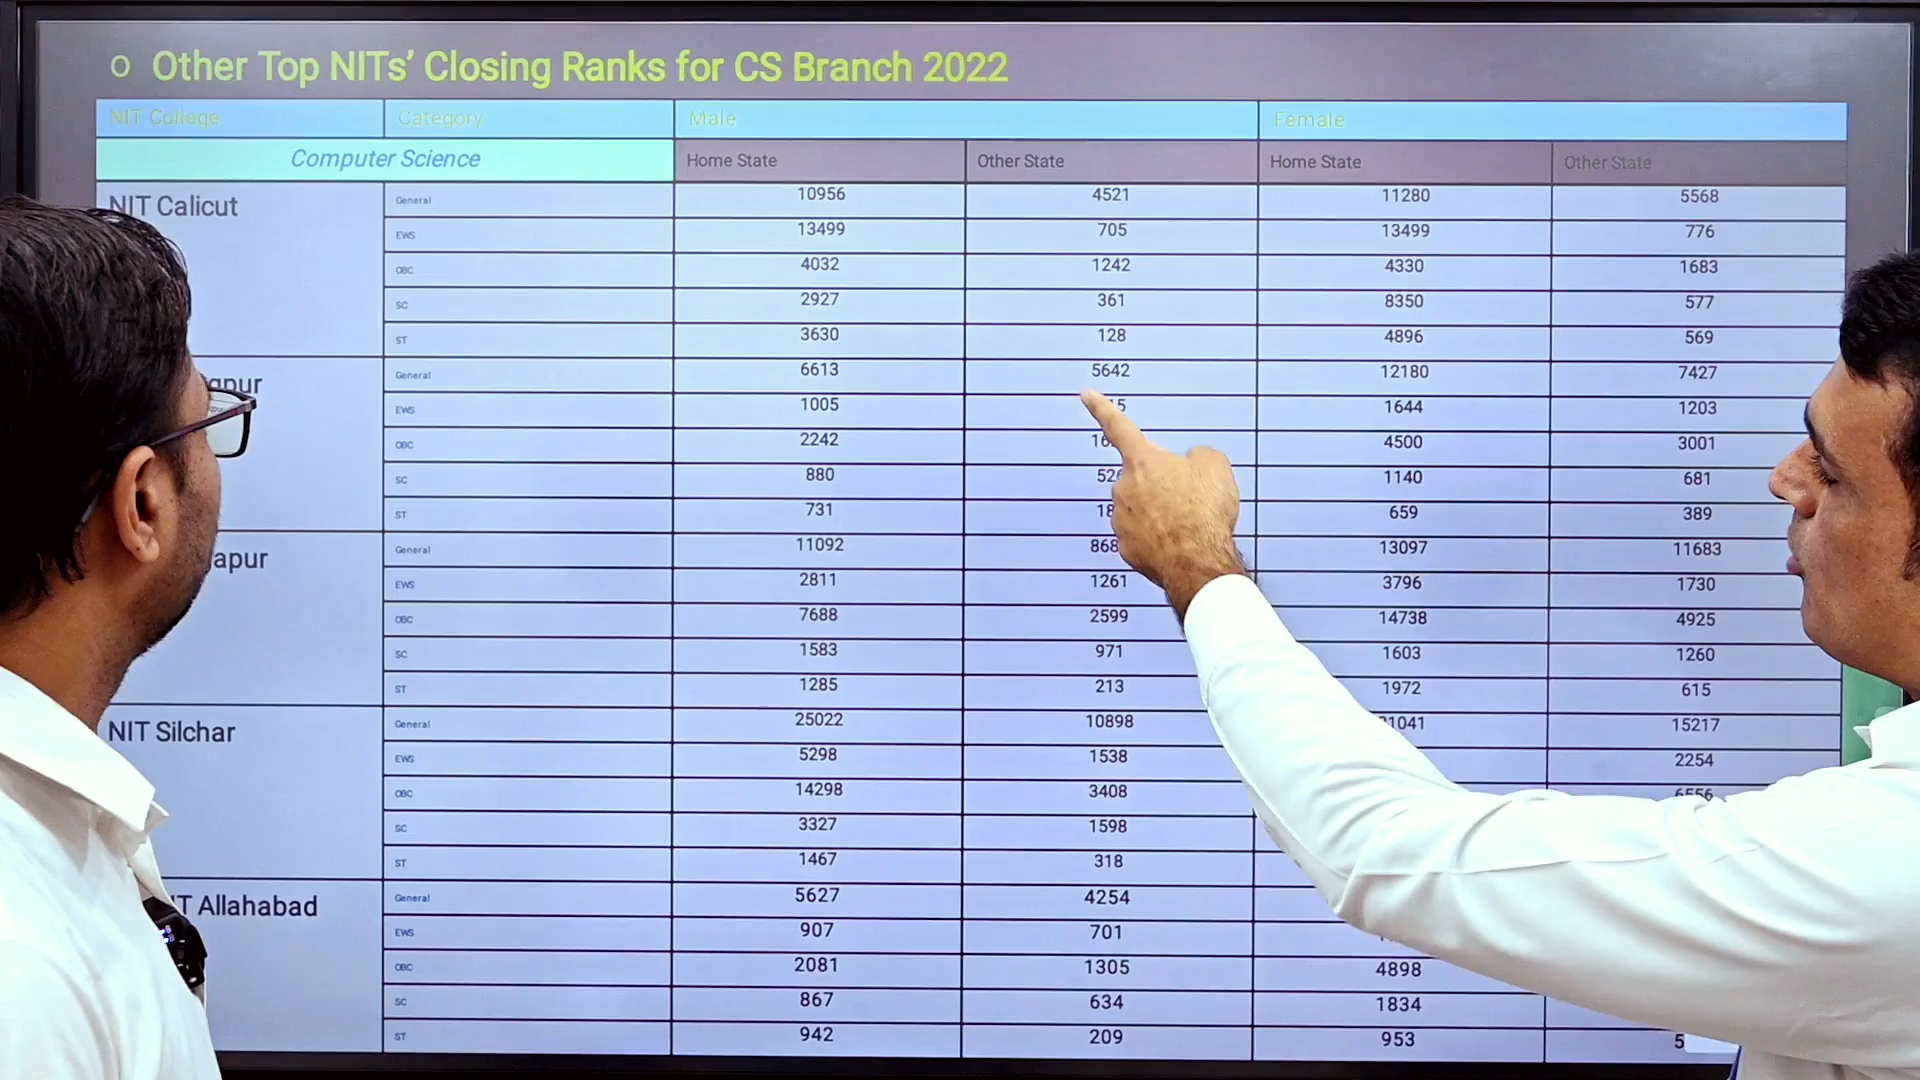 o Other Top NITs’ Closing Ranks for CS Branch 2022
NIT College Category Male Female
Computer Science Home State Other State Home State Other State
NIT Calicut General 10956 4521 11280 5568
EWS 13499 705 13499 776
OBC 4032 1242 4330 1683
SC 2927 361 8350 577
ST 3630 128 4896 569
General 6613 5642 12180 7427
EWS 1005 1644 1203
OBC 2242 4500 3001
SC 880 1140 681
ST 731 659 389
General 11092 13097 11683
EWS 2811 1261 3796 1730
OBC 7688 2599 14738 4925
SC 1583 971 1603 1260
ST 1285 213 1972 615
NIT Silchar General 25022 10898 15217
EWS 5298 1538 2254
OBC 14298 3408 6556
SC 3327 1598
ST 1467 318
Allahabad General 5627 4254
EWS 907 701
OBC 2081 1305 4898
SC 867 634 1834
ST 942 209 953